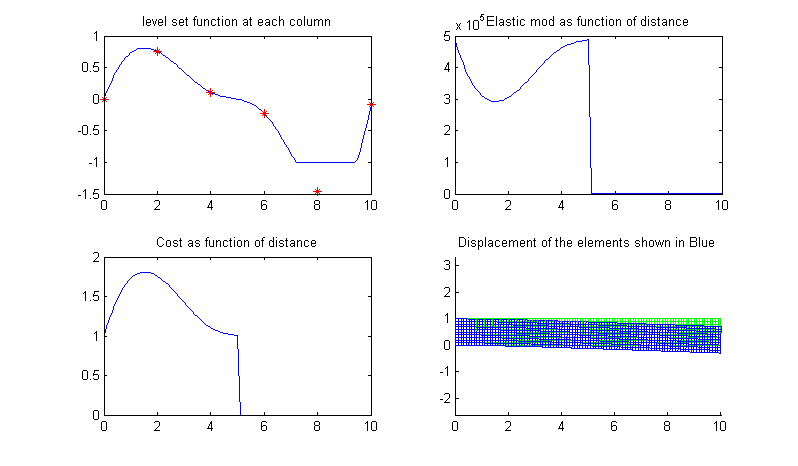 level set function at each column
1
0.5
0
-0.5
-1
-1.5
0 2 4 6 8 10
x 10^5 Elastic mod as function of distance
5
4
3
2
1
0
0 2 4 6 8 10
Cost as function of distance
2
1.5
1
0.5
0
0 2 4 6 8 10
Displacement of the elements shown in Blue
3
2
1
0
-1
-2
0 2 4 6 8 10